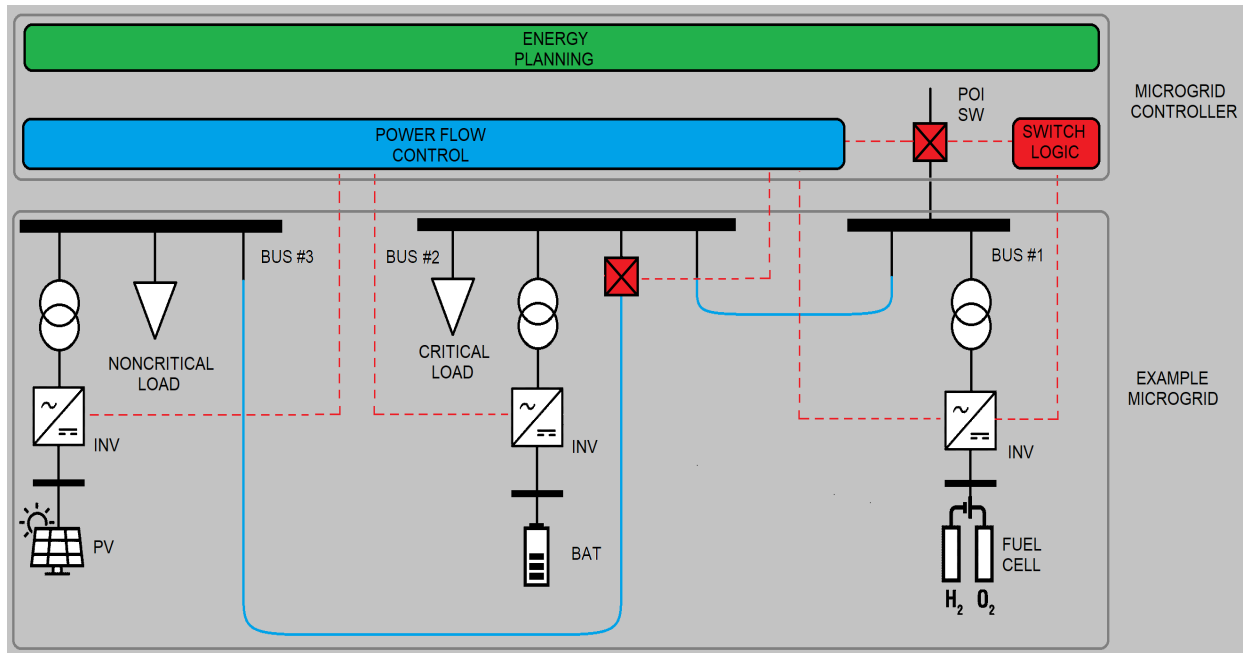 ENERGY
PLANNING
POI
SW
MICROGRID
CONTROLLER
POWER FLOW
CONTROL
SWITCH
LOGIC
BUS #3
BUS #2
BUS #1
NONCRITICAL
LOAD
CRITICAL
LOAD
EXAMPLE
MICROGRID
INV
INV
INV
PV
BAT
FUEL
CELL
H2 O2